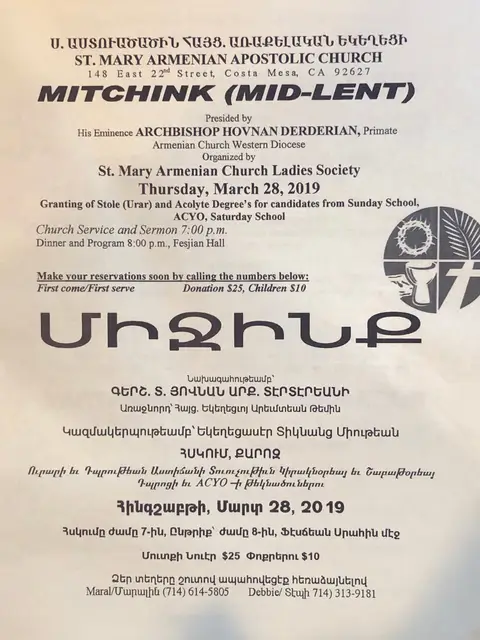 Ս. ԱՍՏՈՒԱԾԱԾԻՆ ՀԱՅՑ. ԱՌԱՔԵԼԱԿԱՆ ԵԿԵՂԵՑԻ
ST. MARY ARMENIAN APOSTOLIC CHURCH
148 East 22nd Street, Costa Mesa, CA 92627
MITCHINK (MID-LENT)
Presided by
His Eminence ARCHBISHOP HOVNAN DERDERIAN, Primate
Armenian Church Western Diocese
Organized by
St. Mary Armenian Church Ladies Society
Thursday, March 28, 2019
Granting of Stole (Urar) and Acolyte Degree's for candidates from Sunday School,
ACYO, Saturday School
Church Service and Sermon 7:00 p.m.
Dinner and Program 8:00 p.m., Fesjian Hall
Make your reservations soon by calling the numbers below:
First come/First serve Donation $25, Children $10
ՄԻՋԻՆՔ
Նախագահութեամբ՝
ԳԵՐՇ. Տ. ՅՈՎՆԱՆ ԱՐՔ. ՏԷՐՏԷՐԵԱՆԻ
Առաջնորդ՝ Հայց. Եկեղեցւոյ Արեւմտեան Թեմին
Կազմակերպութեամբ՝ Եկեղեցասէր Տիկնանց Միութեան
ՀՍԿՈՒՄ, ՔԱՐՈԶ
Ուրարի եւ Դպրութեան Աստիճանի Տուչութիւն Կիրակնօրեայ եւ Շաբաթօրեայ
Դպրոցի եւ ACYO –ի Թեկնածուներու
Հինգշաբթի, Մարտ 28, 2019
Հսկումը ժամը 7-ին, Ընթրիք՝ ժամը 8-ին, Ֆէսճեան Սրահին մէջ
Մուտքի Նուէր $25 Փոքրերու $10
Ձեր տեղերը շուտով ապահովեցէք հեռաձայնելով
Maral/Մարալին (714) 614-5805 Debbie/ Տէպի 714) 313-9181